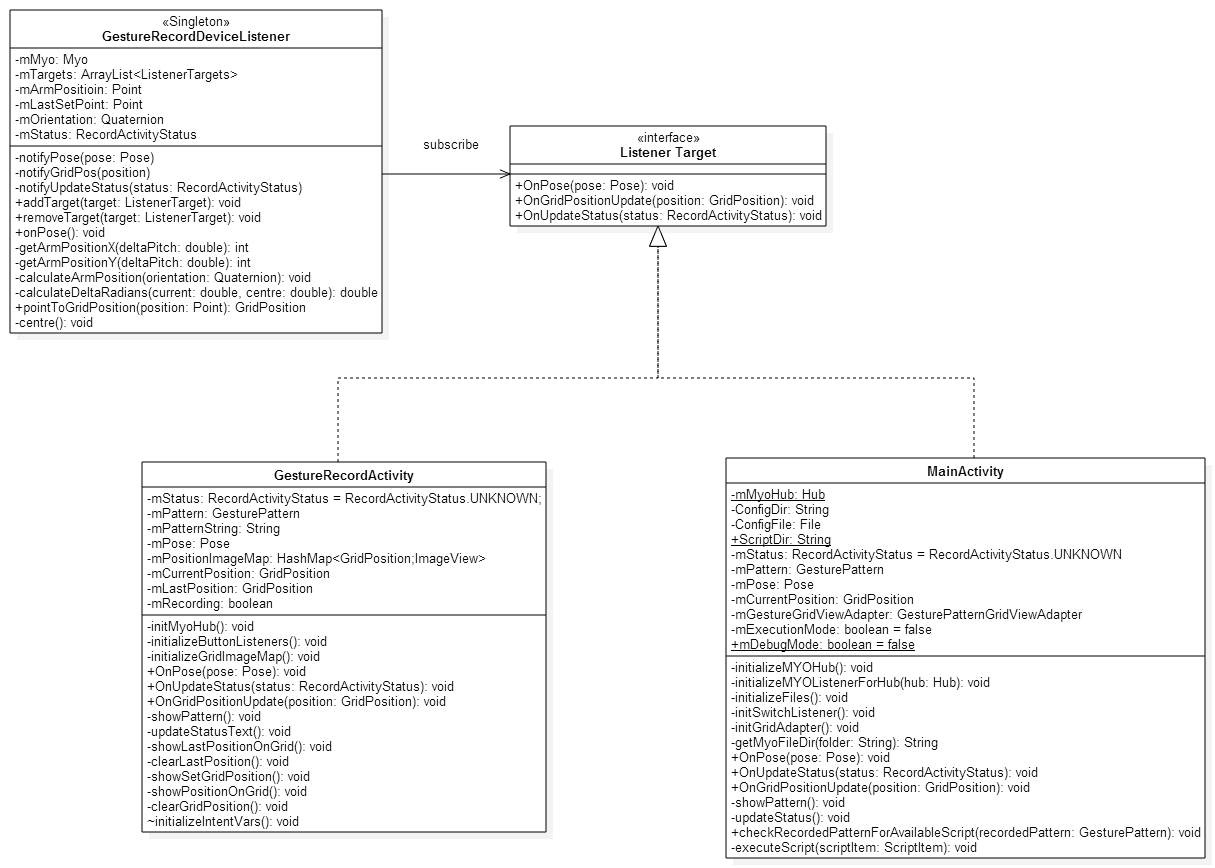 «Singleton»
GestureRecordDeviceListener
-mMyo: Myo
-mTargets: ArrayList<ListenerTargets>
-mArmPositioin: Point
-mLastSetPoint: Point
-mOrientation: Quaternion
-mStatus: RecordActivityStatus
-notifyPose(pose: Pose)
-notifyGridPos(position)
-notifyUpdateStatus(status: RecordActivityStatus)
+addTarget(target: ListenerTarget): void
+removeTarget(target: ListenerTarget): void
+onPose(): void
-getArmPositionX(deltaPitch: double): int
-getArmPositionY(deltaPitch: double): int
-calculateArmPosition(orientation: Quaternion): void
-calculateDeltaRadians(current: double, centre: double): double
+pointToGridPosition(position: Point): GridPosition
-centre(): void
subscribe
«interface»
Listener Target
+OnPose(pose: Pose): void
+OnGridPositionUpdate(position: GridPosition): void
+OnUpdateStatus(status: RecordActivityStatus): void
GestureRecordActivity
-mStatus: RecordActivityStatus = RecordActivityStatus.UNKNOWN;
-mPattern: GesturePattern
-mPatternString: String
-mPose: Pose
-mPositionImageMap: HashMap<GridPosition;ImageView>
-mCurrentPosition: GridPosition
-mLastPosition: GridPosition
-mRecording: boolean
-initMyoHub(): void
-initializeButtonListeners(): void
-initializeGridImageMap(): void
+OnPose(pose: Pose): void
+OnUpdateStatus(status: RecordActivityStatus): void
+OnGridPositionUpdate(position: GridPosition): void
-showPattern(): void
-updateStatusText(): void
-showLastPositionOnGrid(): void
-clearLastPosition(): void
-showSetGridPosition(): void
-showPositionOnGrid(): void
-clearGridPosition(): void
~initializeIntentVars(): void
MainActivity
-mMyoHub: Hub
-ConfigDir: String
-ConfigFile: File
+ScriptDir: String
-mStatus: RecordActivityStatus = RecordActivityStatus.UNKNOWN
-mPattern: GesturePattern
-mPose: Pose
-mCurrentPosition: GridPosition
-mGestureGridViewAdapter: GesturePatternGridViewAdapter
-mExecutionMode: boolean = false
+mDebugMode: boolean = false
-initializeMYOHub(): void
-initializeMYOListenerForHub(hub: Hub): void
-initializeFiles(): void
-initSwitchListener(): void
-initGridAdapter(): void
-getMyoFileDir(folder: String): String
+OnPose(pose: Pose): void
+OnUpdateStatus(status: RecordActivityStatus): void
+OnGridPositionUpdate(position: GridPosition): void
-showPattern(): void
-updateStatus(): void
+checkRecordedPatternForAvailableScript(recordedPattern: GesturePattern): void
-executeScript(scriptItem: ScriptItem): void